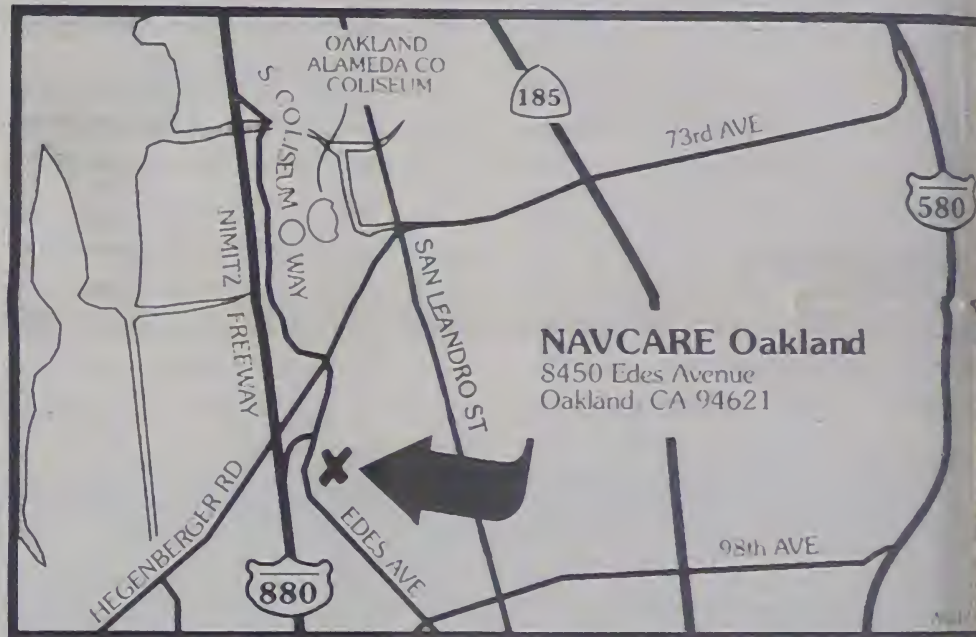 OAKLAND
ALAMEDA CO
COLISEUM
S. COLISEUM WAY
185
73rd AVE
580
NIMITZ FREEWAY
SAN LEANDRO ST
NAVCARE Oakland
8450 Edes Avenue
Oakland, CA 94621
HEGENBERGER RD
EDES AVE
98th AVE
880